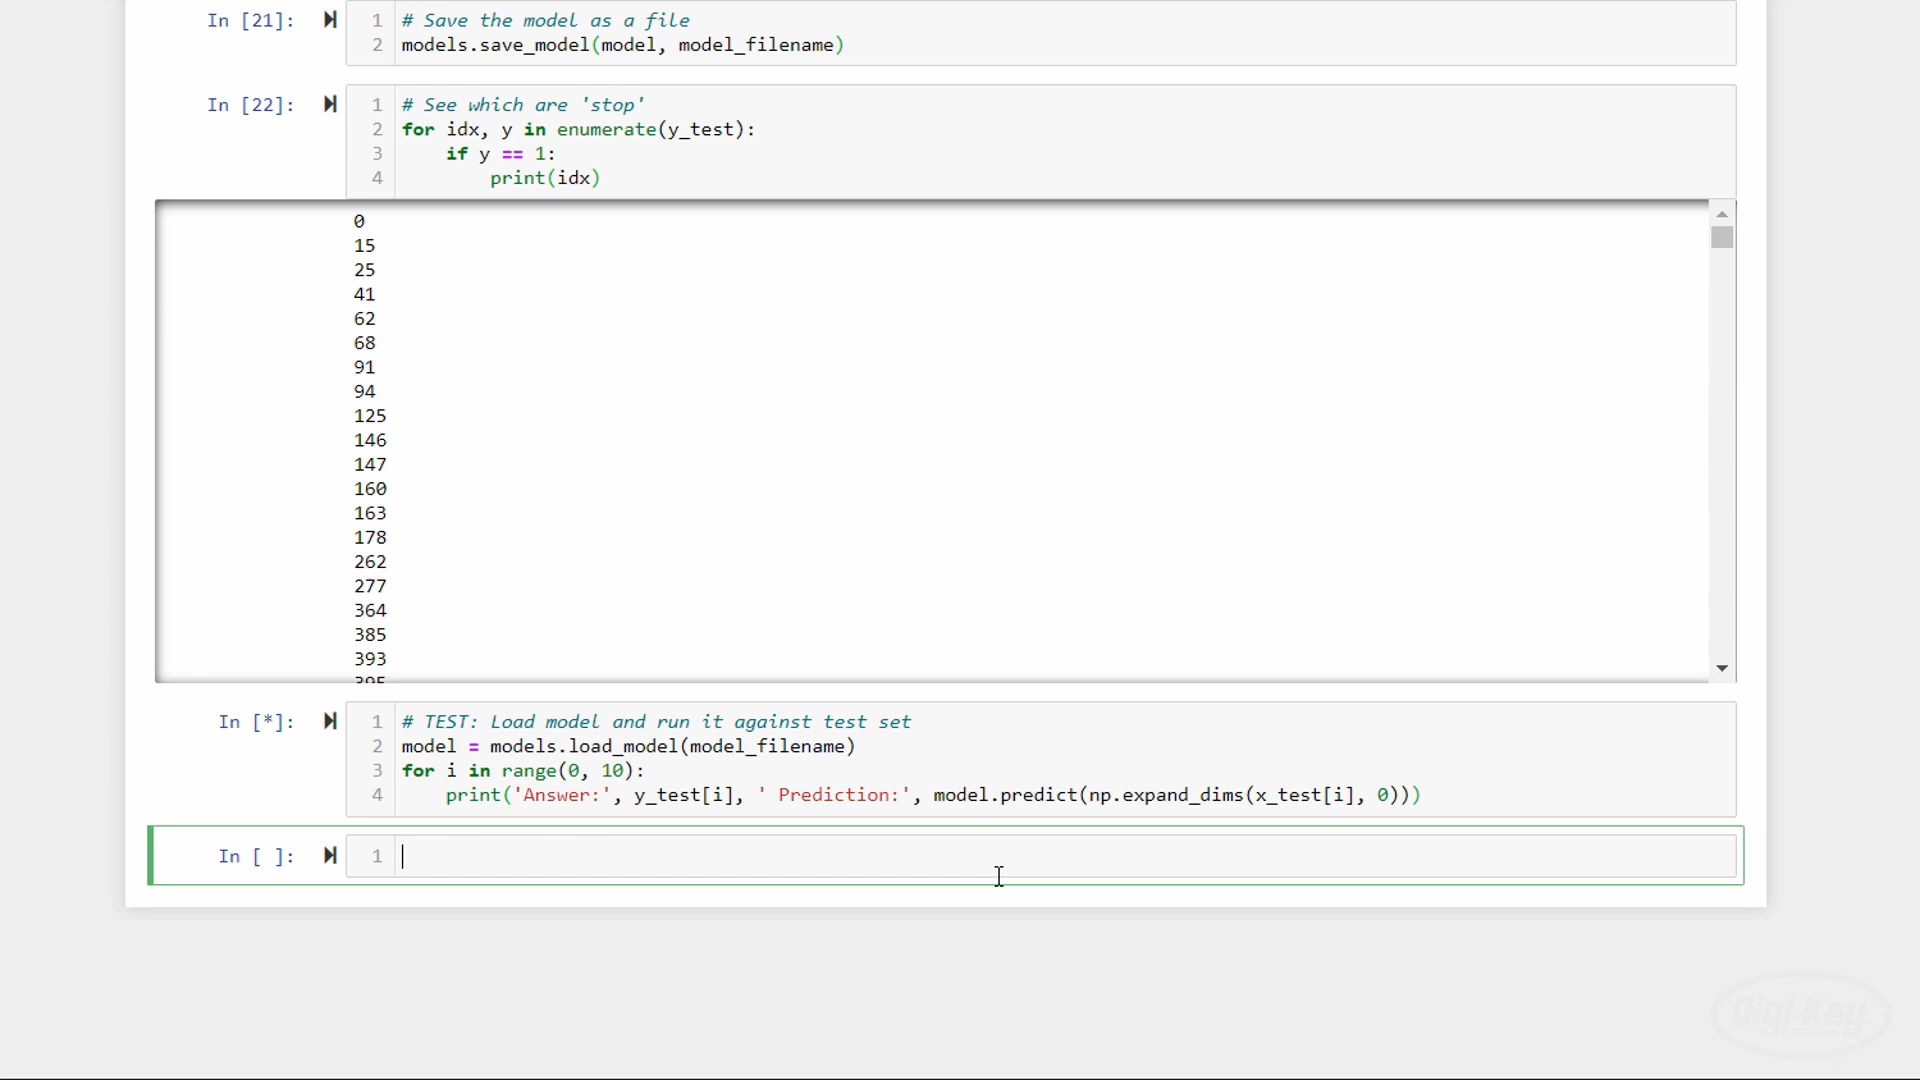 In [21]:
1 # Save the model as a file
2 models.save_model(model, model_filename)
In [22]:
1 # See which are 'stop'
2 for idx, y in enumerate(y_test):
3     if y == 1:
4         print(idx)
0
15
25
41
62
68
91
94
125
146
147
160
163
178
262
277
364
385
393
395
In [*]:
1 # TEST: Load model and run it against test set
2 model = models.load_model(model_filename)
3 for i in range(0, 10):
4     print('Answer:', y_test[i], ' Prediction:', model.predict(np.expand_dims(x_test[i], 0)))
In [ ]:
1
Digi-Key